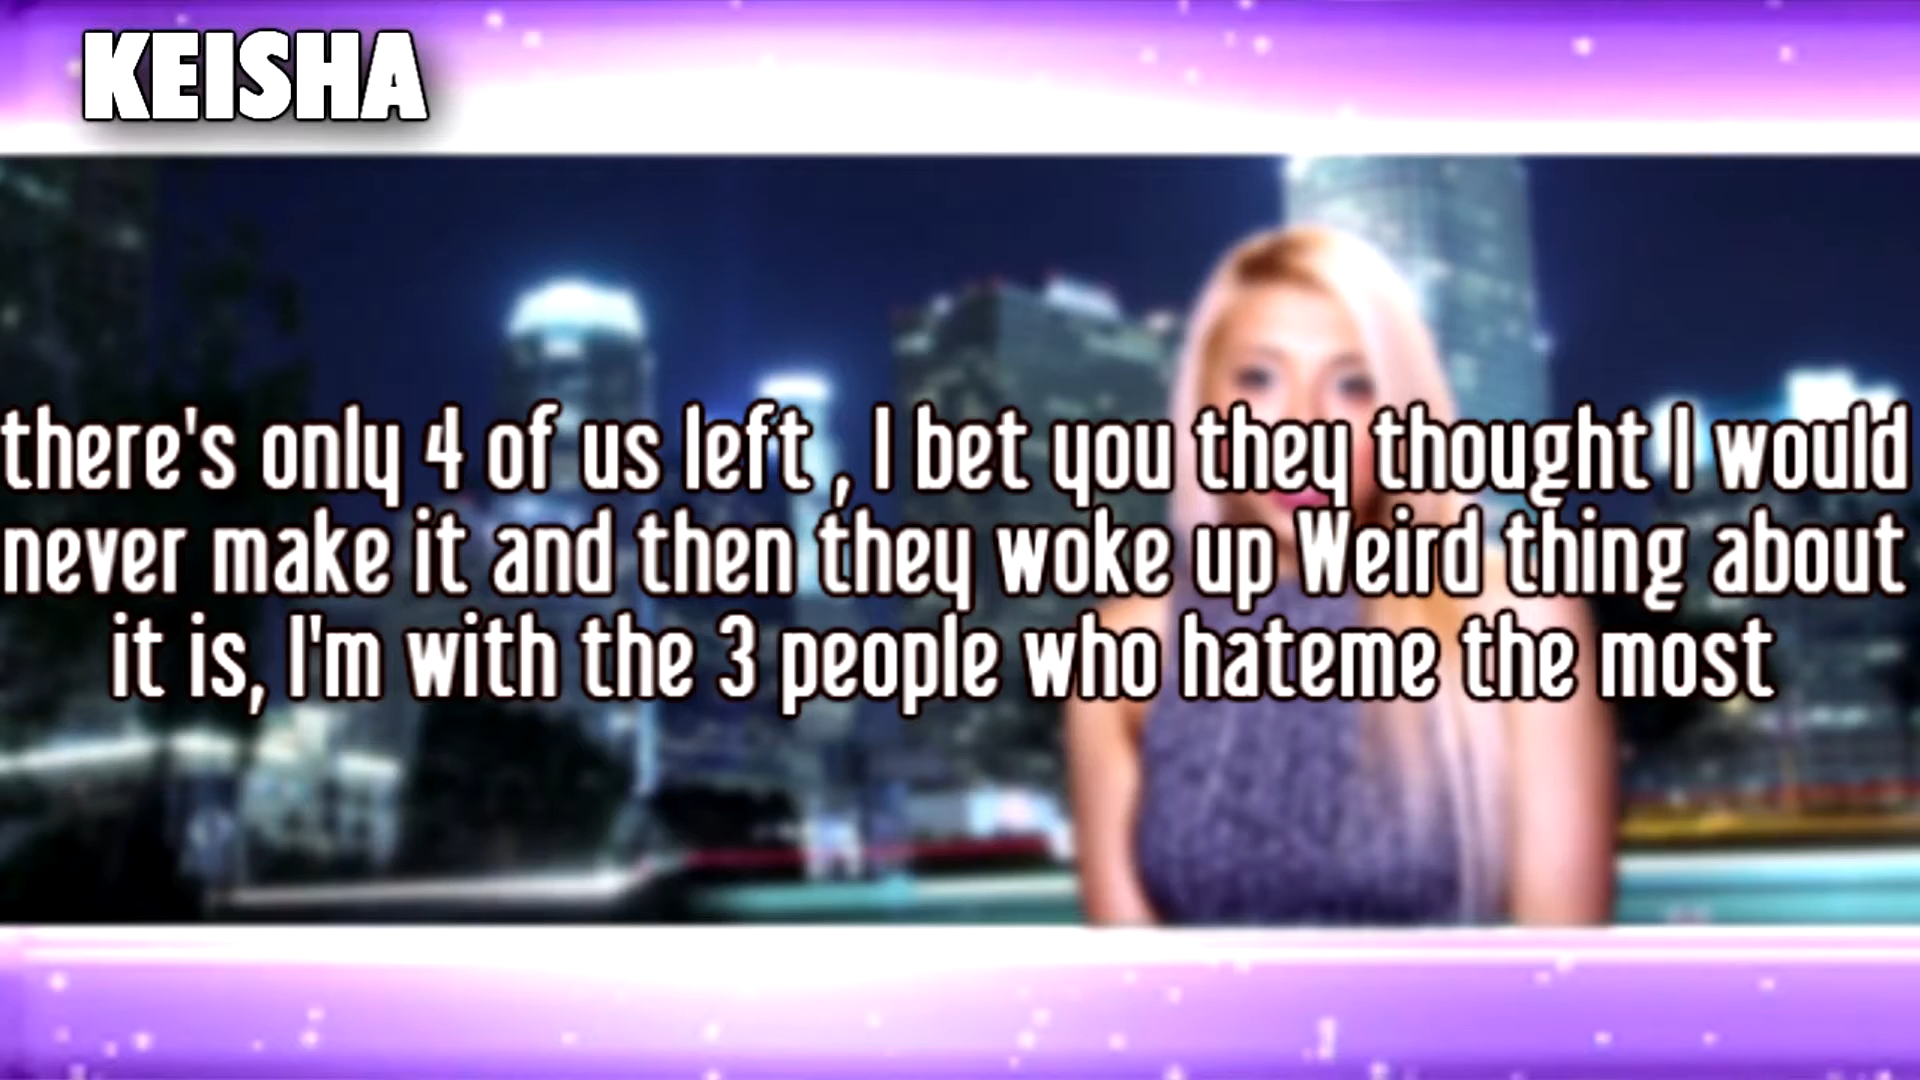 KEISHA
there's only 4 of us left , I bet you they thought I would
never make it and then they woke up Weird thing about
it is, I'm with the 3 people who hateme the most